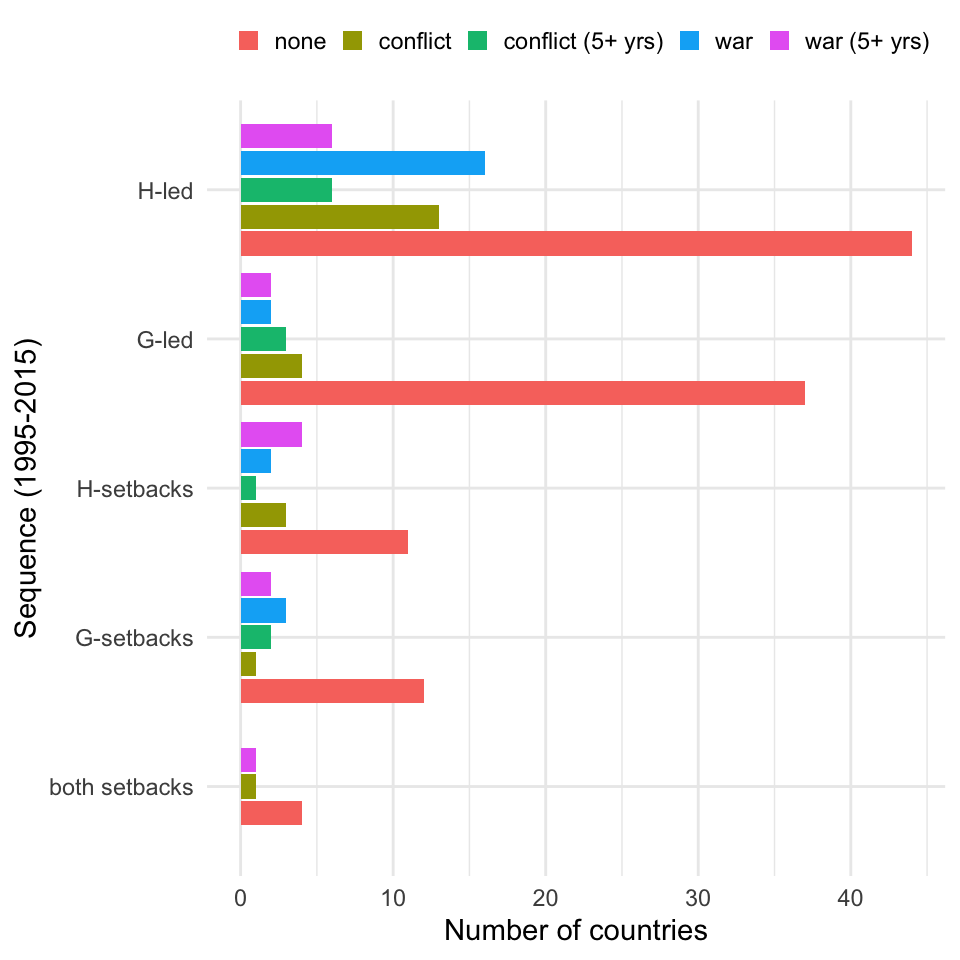 none conflict conflict (5+ yrs) war war (5+ yrs)
H-led
G-led
H-setbacks
G-setbacks
both setbacks
Sequence (1995-2015)
0 10 20 30 40
Number of countries